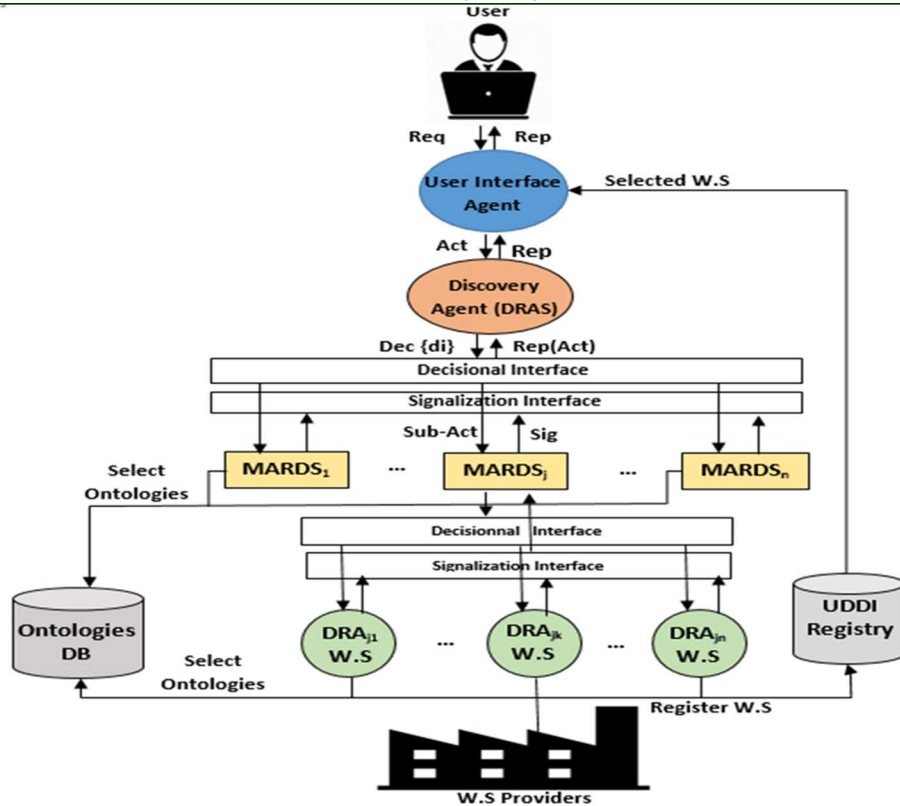 User
Req
Rep
User Interface
Agent
Selected W.S
Act
Rep
Discovery
Agent (DRAS)
Dec {di}
Rep(Act)
Decisional Interface
Signalization Interface
Sub-Act
Sig
Select
Ontologies
MARDS₁
...
MARDSⱼ
...
MARDSₙ
Decisionnal Interface
Signalization Interface
Ontologies
DB
DRAⱼ₁
W.S
...
DRAⱼₖ
W.S
...
DRAⱼₙ
W.S
UDDI
Registry
Select
Ontologies
Register W.S
W.S Providers